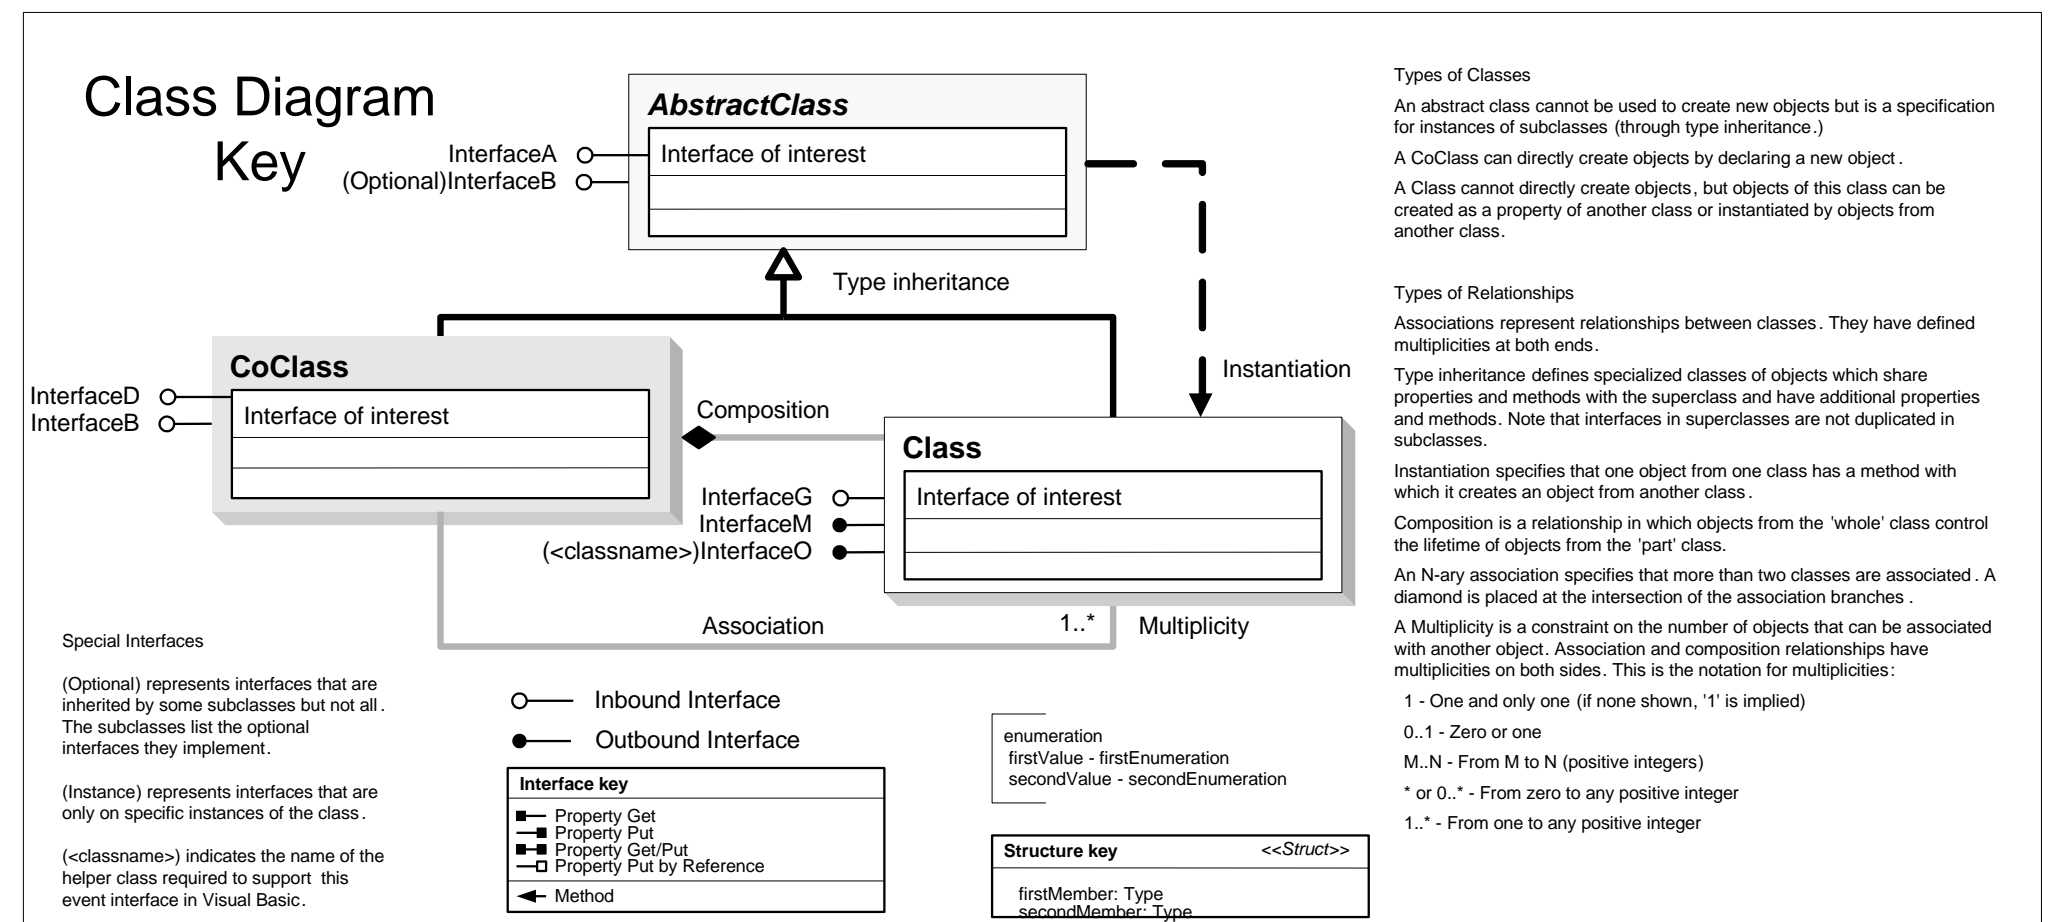 Class Diagram
Key
AbstractClass
Interface of interest
InterfaceA
(Optional)InterfaceB
Type inheritance
Instantiation
CoClass
Interface of interest
InterfaceD
InterfaceB
Composition
Class
Interface of interest
InterfaceG
InterfaceM
(<classname>)InterfaceO
Association
1..*
Multiplicity
Special Interfaces
(Optional) represents interfaces that are
inherited by some subclasses but not all.
The subclasses list the optional
interfaces they implement.
(Instance) represents interfaces that are
only on specific instances of the class.
(<classname>) indicates the name of the
helper class required to support this
event interface in Visual Basic.
Inbound Interface
Outbound Interface
Interface key
Property Get
Property Put
Property Get/Put
Property Put by Reference
Method
enumeration
firstValue - firstEnumeration
secondValue - secondEnumeration
Structure key <<Struct>>
firstMember: Type
secondMember: Type
Types of Classes
An abstract class cannot be used to create new objects but is a specification
for instances of subclasses (through type inheritance.)
A CoClass can directly create objects by declaring a new object.
A Class cannot directly create objects, but objects of this class can be
created as a property of another class or instantiated by objects from
another class.
Types of Relationships
Associations represent relationships between classes. They have defined
multiplicities at both ends.
Type inheritance defines specialized classes of objects which share
properties and methods with the superclass and have additional properties
and methods. Note that interfaces in superclasses are not duplicated in
subclasses.
Instantiation specifies that one object from one class has a method with
which it creates an object from another class.
Composition is a relationship in which objects from the 'whole' class control
the lifetime of objects from the 'part' class.
An N-ary association specifies that more than two classes are associated. A
diamond is placed at the intersection of the association branches.
A Multiplicity is a constraint on the number of objects that can be associated
with another object. Association and composition relationships have
multiplicities on both sides. This is the notation for multiplicities:
1 - One and only one (if none shown, '1' is implied)
0..1 - Zero or one
M..N - From M to N (positive integers)
* or 0..* - From zero to any positive integer
1..* - From one to any positive integer